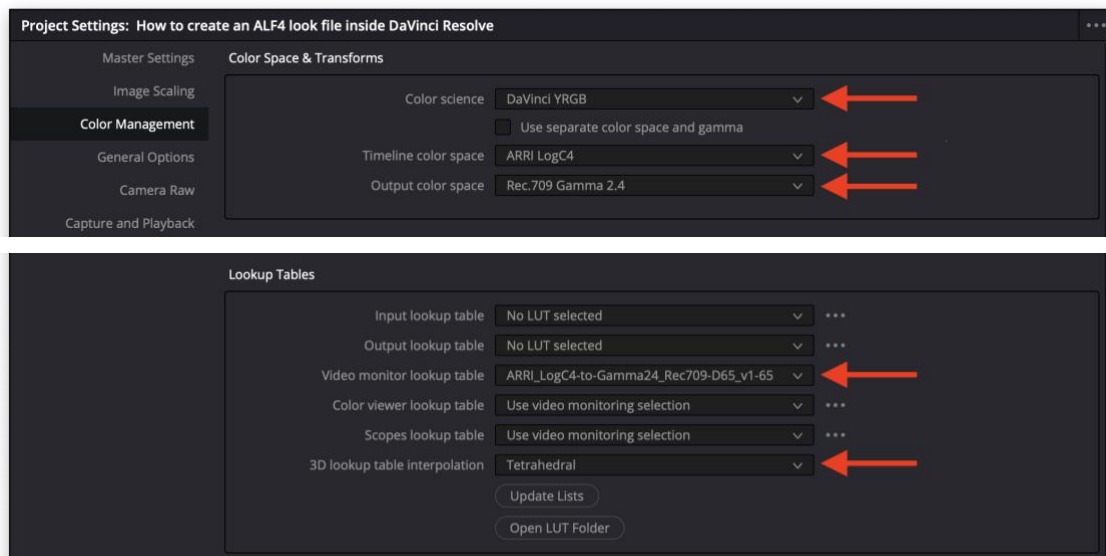 Project Settings: How to create an ALF4 look file inside DaVinci Resolve
Master Settings
Image Scaling
Color Management
General Options
Camera Raw
Capture and Playback
Color Space & Transforms
Color science DaVinci YRGB
Use separate color space and gamma
Timeline color space ARRI LogC4
Output color space Rec.709 Gamma 2.4
Lookup Tables
Input lookup table No LUT selected
Output lookup table No LUT selected
Video monitor lookup table ARRI_LogC4-to-Gamma24_Rec709-D65_v1-65
Color viewer lookup table Use video monitoring selection
Scopes lookup table Use video monitoring selection
3D lookup table interpolation Tetrahedral
Update Lists
Open LUT Folder